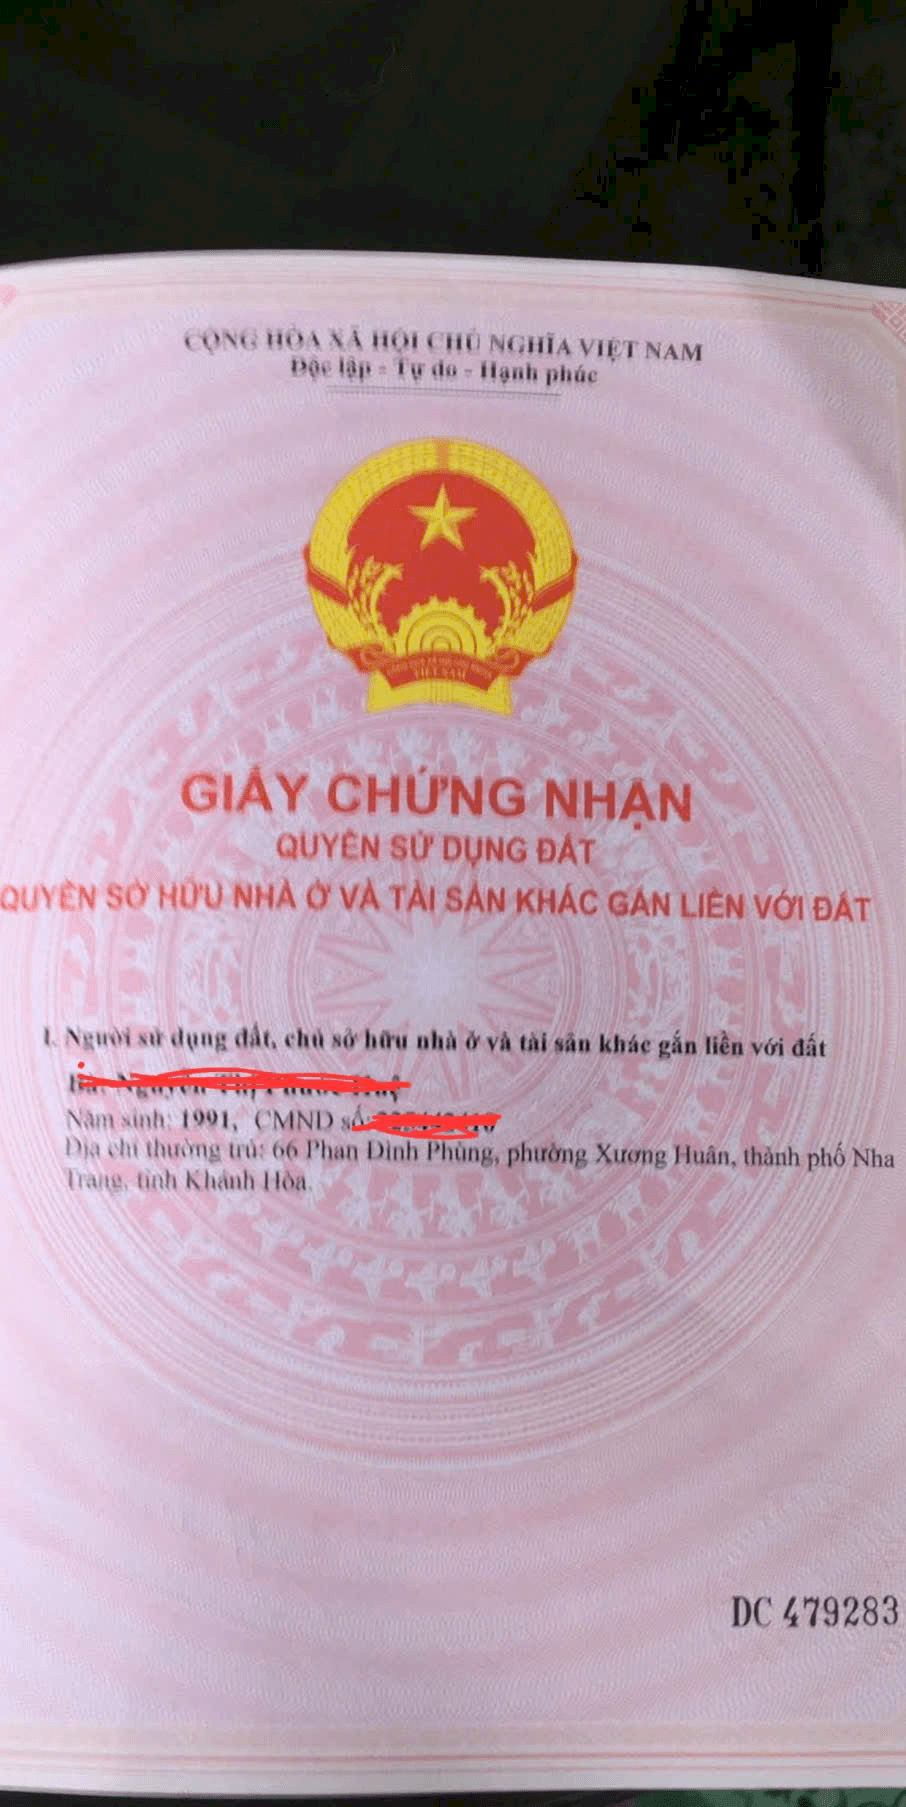 CỘNG HÒA XÃ HỘI CHỦ NGHĨA VIỆT NAM
Độc lập - Tự do - Hạnh phúc
VIỆT NAM
GIẤY CHỨNG NHẬN
QUYỀN SỬ DỤNG ĐẤT
QUYỀN SỞ HỮU NHÀ Ở VÀ TÀI SẢN KHÁC GẮN LIỀN VỚI ĐẤT
I. Người sử dụng đất, chủ sở hữu nhà ở và tài sản khác gắn liền với đất
Năm sinh: 1991, CMND số:
Địa chỉ thường trú: 66 Phan Đình Phùng, phường Xương Huân, thành phố Nha
Trang, tỉnh Khánh Hòa.
DC 479283